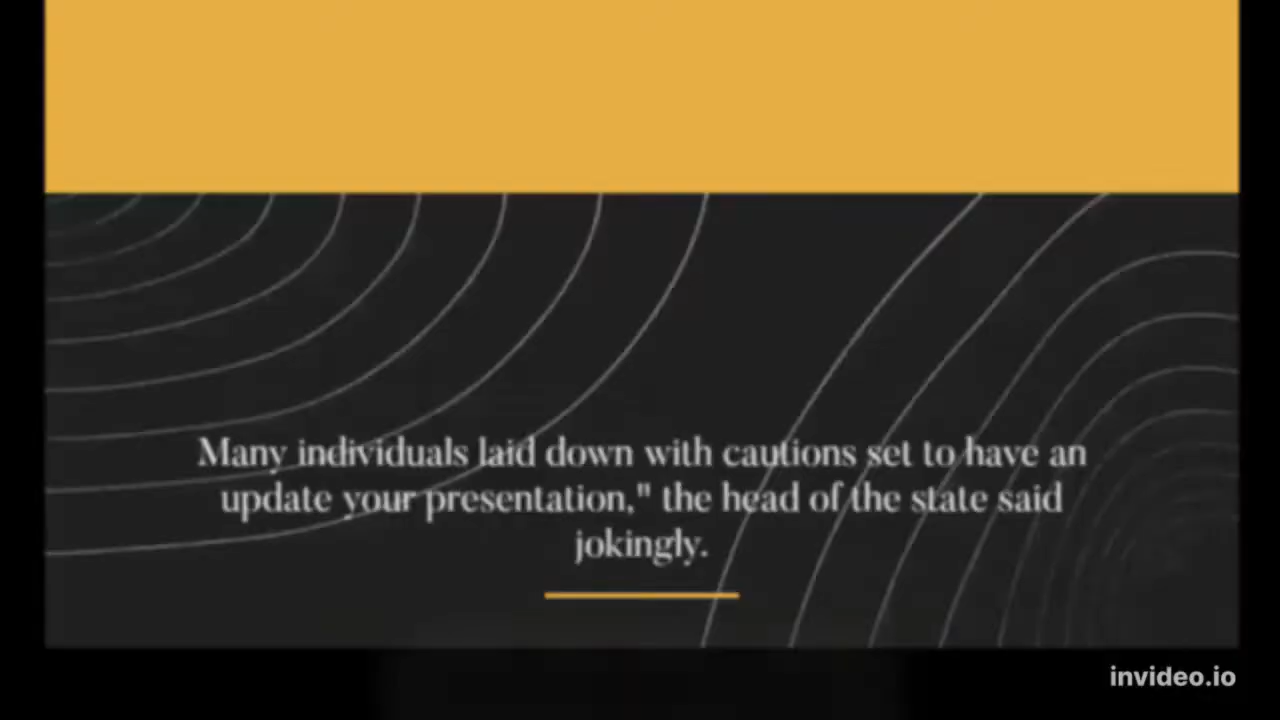 Many individuals laid down with cautions set to have an
update your presentation," the head of the state said
jokingly.
invideo.io